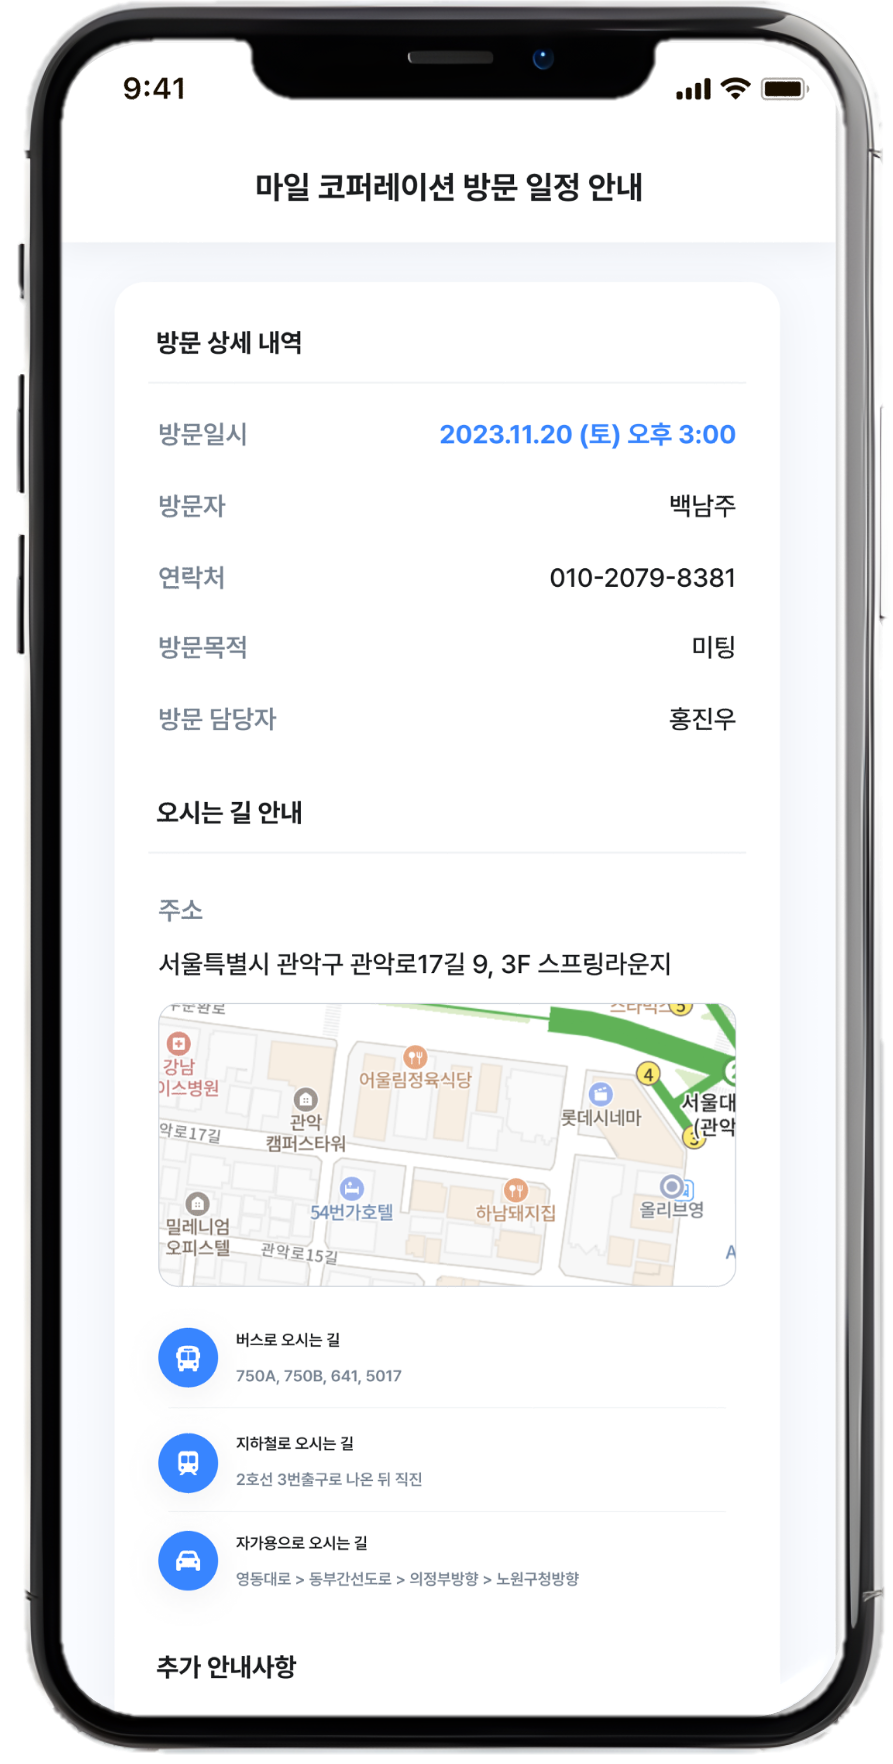 9:41
마일 코퍼레이션 방문 일정 안내
방문 상세 내역
방문일시 2023.11.20 (토) 오후 3:00
방문자 백남주
연락처 010-2079-8381
방문목적 미팅
방문 담당자 홍진우
오시는 길 안내
주소
서울특별시 관악구 관악로17길 9, 3F 스프링라운지
5
강남
이스병원
어울림정육식당
4
관악
캠퍼스타워
롯데시네마
서울대
(관악
3
악로17길
54번가호텔
하남돼지집
올리브영
밀레니엄
오피스텔
관악로15길
A
버스로 오시는 길
750A, 750B, 641, 5017
지하철로 오시는 길
2호선 3번출구로 나온 뒤 직진
자가용으로 오시는 길
영동대로 > 동부간선도로 > 의정부방향 > 노원구청방향
추가 안내사항